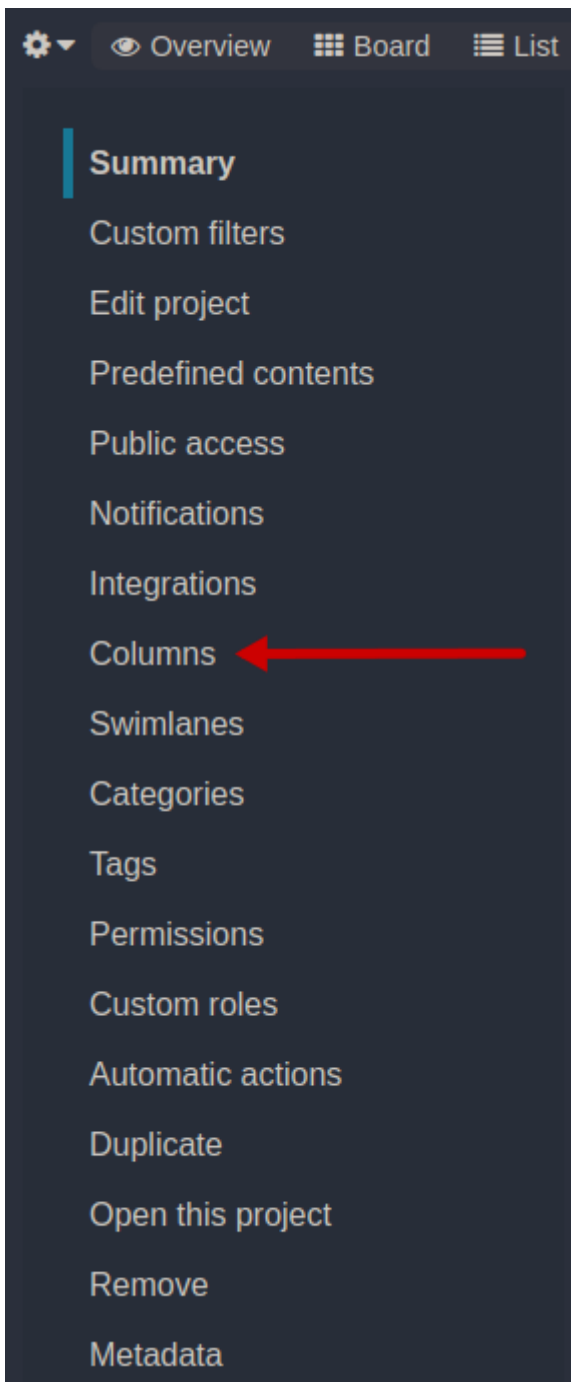 Overview Board List
Summary
Custom filters
Edit project
Predefined contents
Public access
Notifications
Integrations
Columns
Swimlanes
Categories
Tags
Permissions
Custom roles
Automatic actions
Duplicate
Open this project
Remove
Metadata